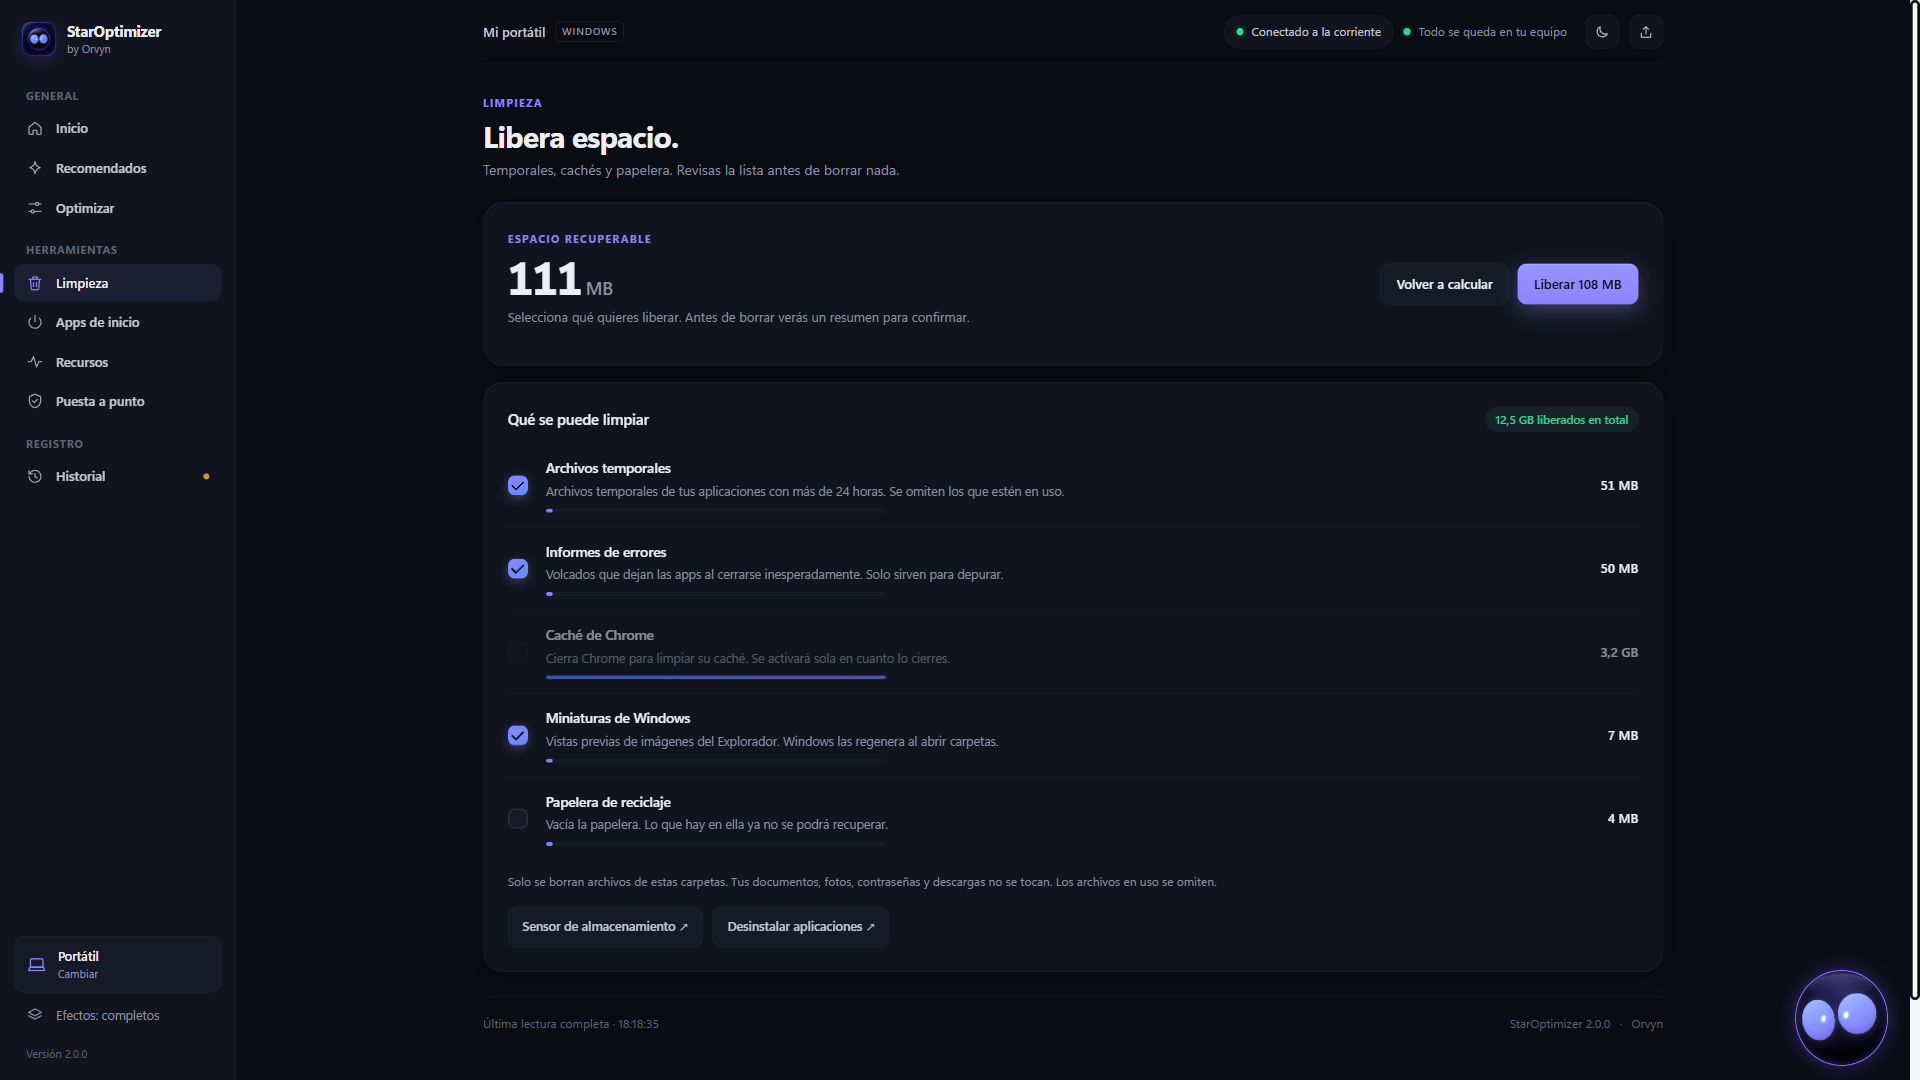 StarOptimizer
by Orvyn
GENERAL
Inicio
Recomendados
Optimizar
HERRAMIENTAS
Limpieza
Apps de inicio
Recursos
Puesta a punto
REGISTRO
Historial
Portátil
Cambiar
Efectos: completos
Versión 2.0.0
Mi portátil WINDOWS
Conectado a la corriente
Todo se queda en tu equipo
LIMPIEZA
Libera espacio.
Temporales, cachés y papelera. Revisas la lista antes de borrar nada.
ESPACIO RECUPERABLE
111 MB
Selecciona qué quieres liberar. Antes de borrar verás un resumen para confirmar.
Volver a calcular
Liberar 108 MB
Qué se puede limpiar
12,5 GB liberados en total
Archivos temporales
Archivos temporales de tus aplicaciones con más de 24 horas. Se omiten los que estén en uso.
51 MB
Informes de errores
Volcados que dejan las apps al cerrarse inesperadamente. Solo sirven para depurar.
50 MB
Caché de Chrome
Cierra Chrome para limpiar su caché. Se activará sola en cuanto lo cierres.
3,2 GB
Miniaturas de Windows
Vistas previas de imágenes del Explorador. Windows las regenera al abrir carpetas.
7 MB
Papelera de reciclaje
Vacía la papelera. Lo que hay en ella ya no se podrá recuperar.
4 MB
Solo se borran archivos de estas carpetas. Tus documentos, fotos, contraseñas y descargas no se tocan. Los archivos en uso se omiten.
Sensor de almacenamiento ↗
Desinstalar aplicaciones ↗
Última lectura completa · 18:18:35
StarOptimizer 2.0.0 · Orvyn